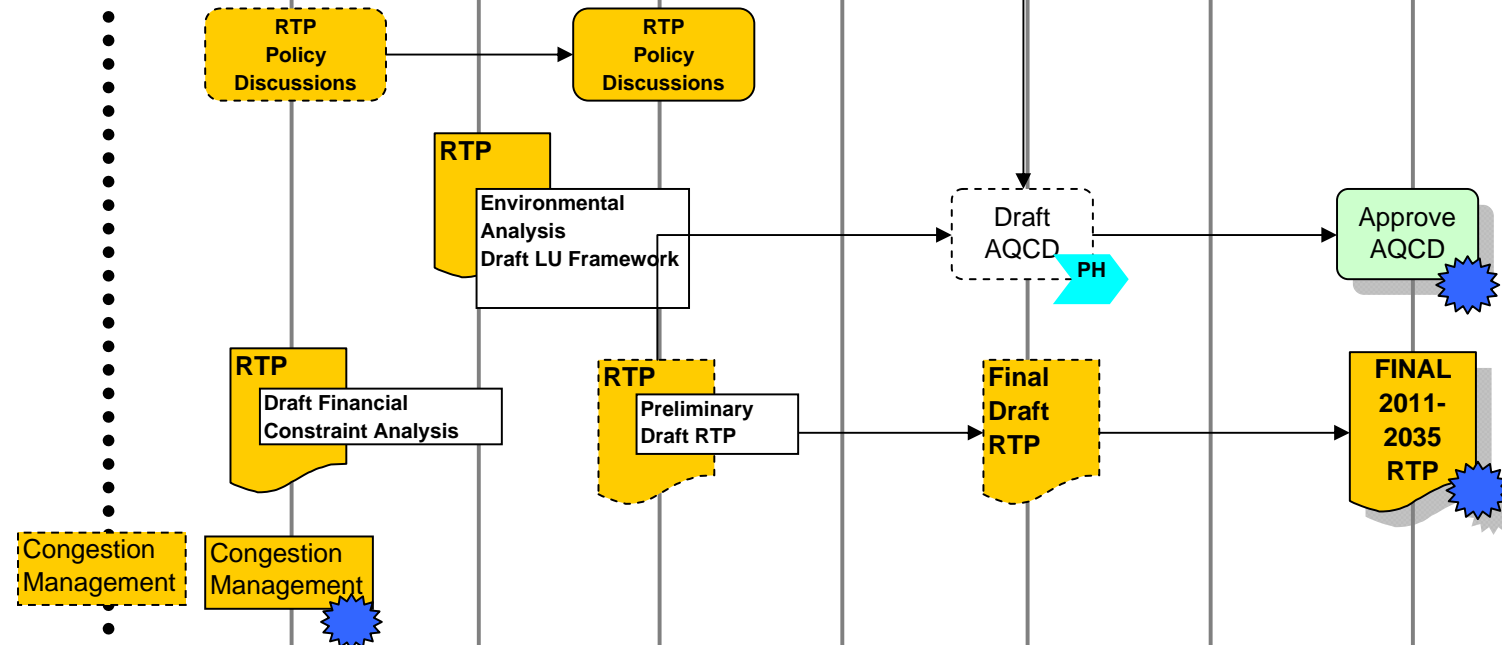 RTP
Policy
Discussions
RTP
Policy
Discussions
RTP
Environmental
Analysis
Draft LU Framework
Draft
AQCD
PH
Approve
AQCD
RTP
Draft Financial
Constraint Analysis
RTP
Preliminary
Draft RTP
Final
Draft
RTP
FINAL
2011-
2035
RTP
Congestion
Management
Congestion
Management